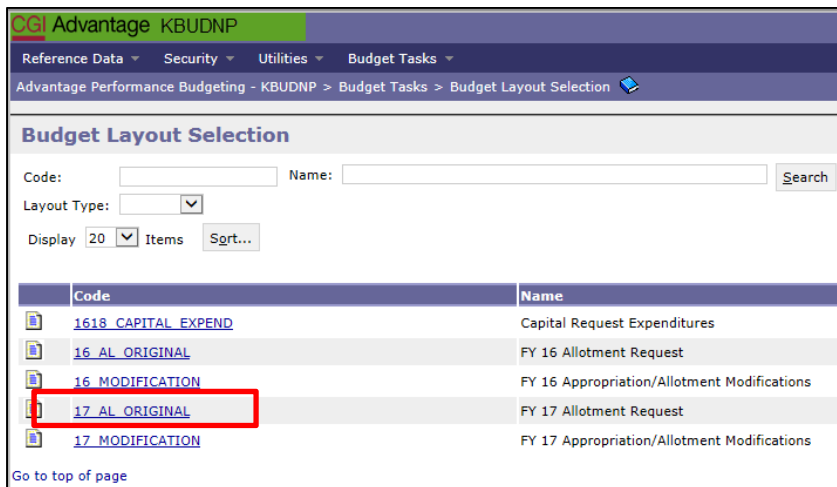 CGI Advantage KBUDNP
Reference Data Security Utilities Budget Tasks
Advantage Performance Budgeting - KBUDNP > Budget Tasks > Budget Layout Selection
Budget Layout Selection
Code: Name: Search
Layout Type:
Display 20 Items Sort...
Code Name
1618_CAPITAL_EXPEND Capital Request Expenditures
16_AL_ORIGINAL FY 16 Allotment Request
16_MODIFICATION FY 16 Appropriation/Allotment Modifications
17_AL_ORIGINAL FY 17 Allotment Request
17_MODIFICATION FY 17 Appropriation/Allotment Modifications
Go to top of page